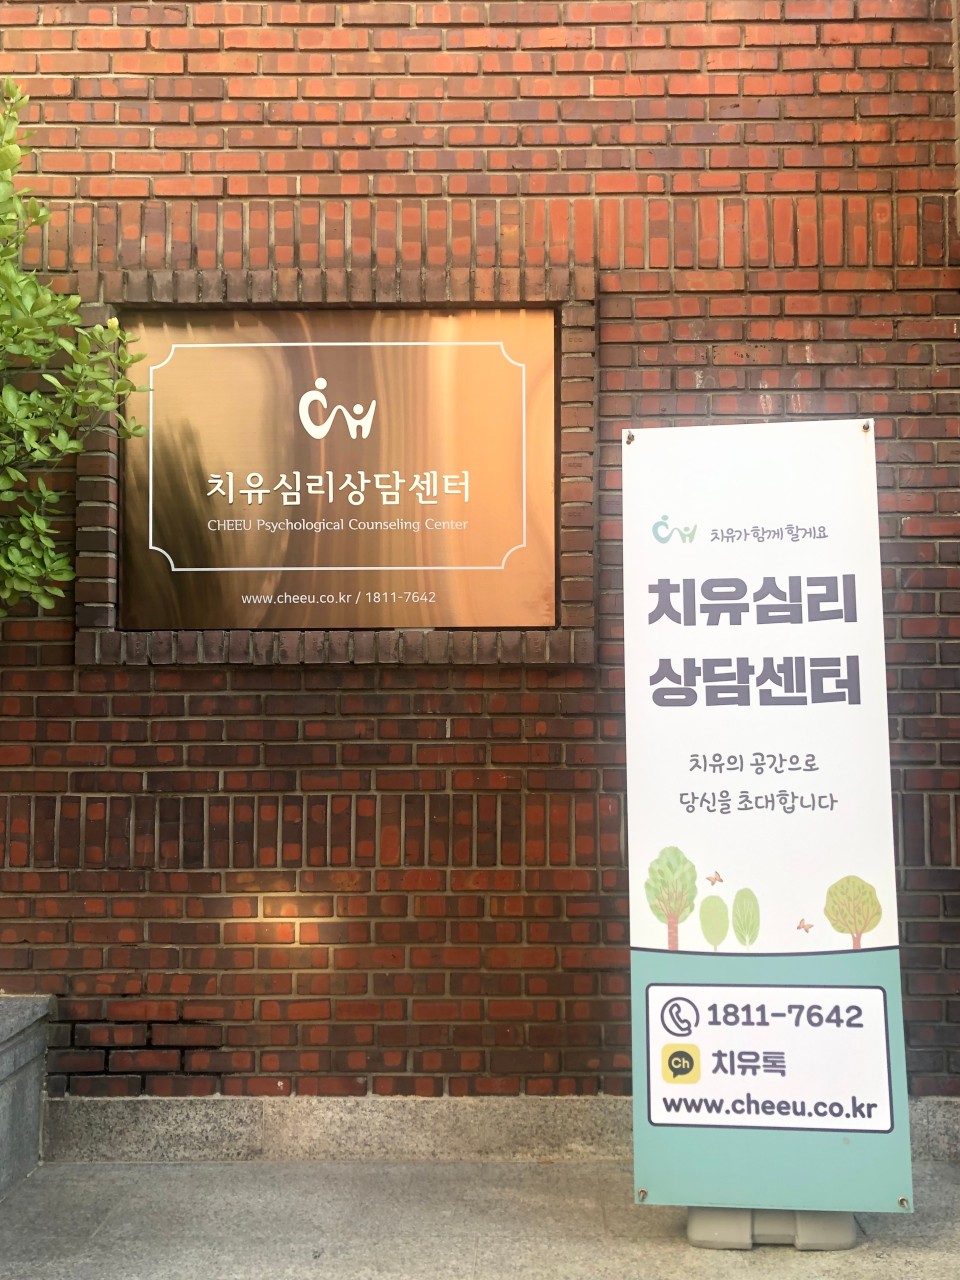 치유심리상담센터
CHEEU Psychological Counseling Center
www.cheeu.co.kr / 1811-7642
치유가 함께 할게요
치유심리
상담센터
치유의 공간으로
당신을 초대합니다
1811-7642
Ch 치유톡
www.cheeu.co.kr